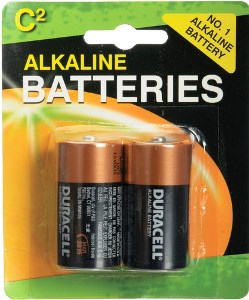 C2
ALKALINE
BATTERIES
NO. 1
ALKALINE
BATTERY
DURACELL
DURACELL
ALKALINE BATTERY